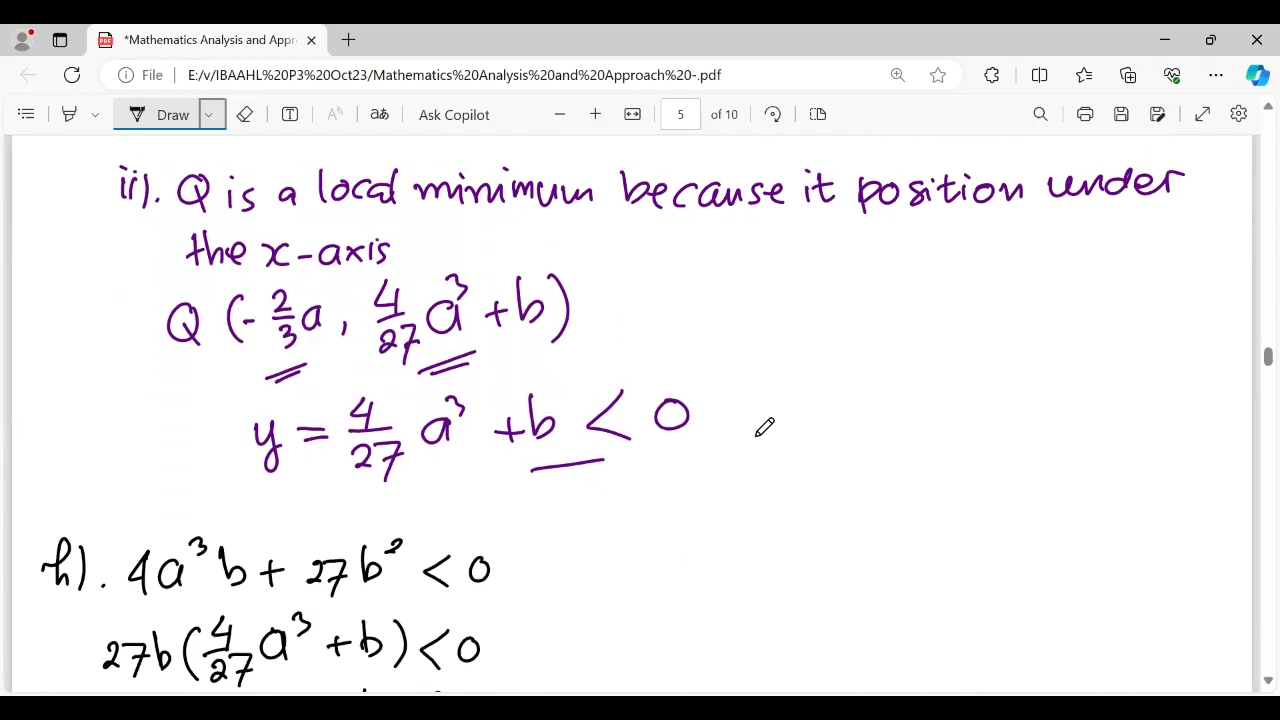 *Mathematics Analysis and Appr
File E:/v/IBAAHL%20P3%20Oct23/Mathematics%20Analysis%20and%20Approach%20-.pdf
Draw Ask Copilot 5 of 10
ii). Q is a local minimum because it position under
the x-axis
Q (-2/3 a, 4/27 a³ + b)
y = 4/27 a³ + b < 0
h). 4a³b + 27b² < 0
27b(4/27 a³ + b) < 0